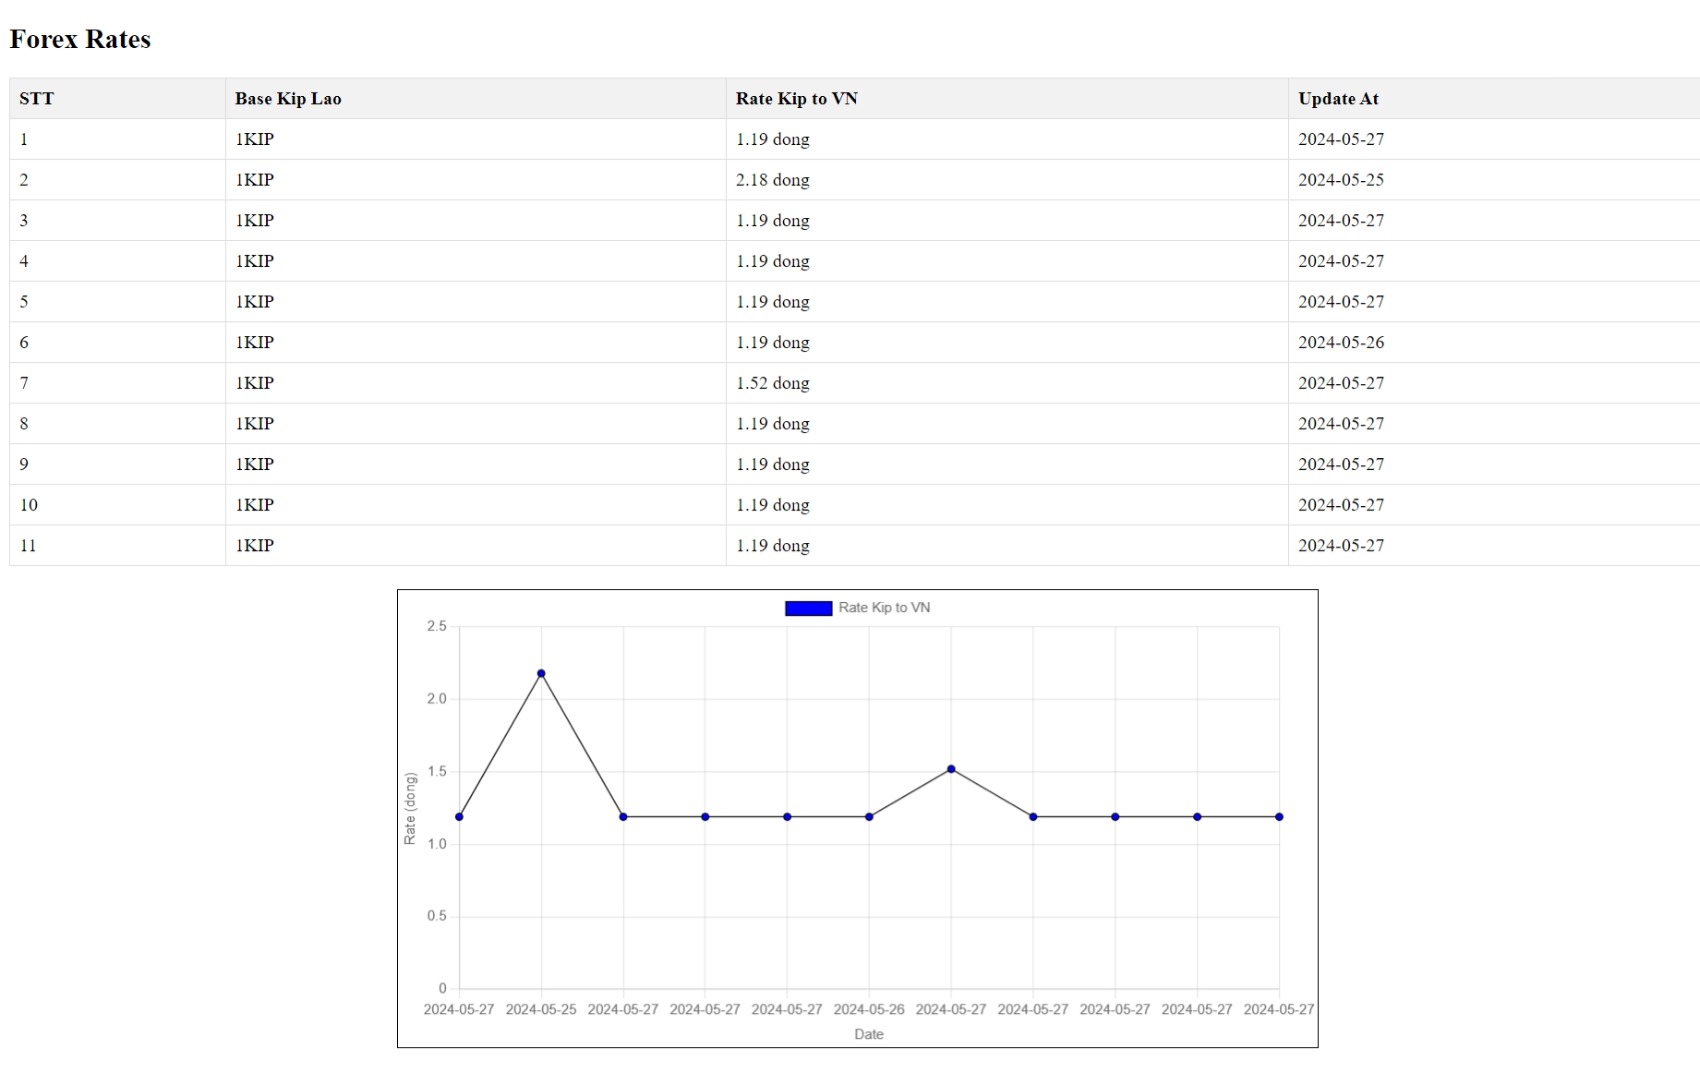 Forex Rates
STT Base Kip Lao Rate Kip to VN Update At
1 1KIP 1.19 dong 2024-05-27
2 1KIP 2.18 dong 2024-05-25
3 1KIP 1.19 dong 2024-05-27
4 1KIP 1.19 dong 2024-05-27
5 1KIP 1.19 dong 2024-05-27
6 1KIP 1.19 dong 2024-05-26
7 1KIP 1.52 dong 2024-05-27
8 1KIP 1.19 dong 2024-05-27
9 1KIP 1.19 dong 2024-05-27
10 1KIP 1.19 dong 2024-05-27
11 1KIP 1.19 dong 2024-05-27
Rate Kip to VN
2.5
2.0
1.5
1.0
0.5
0
Rate (dong)
2024-05-27 2024-05-25 2024-05-27 2024-05-27 2024-05-27 2024-05-26 2024-05-27 2024-05-27 2024-05-27 2024-05-27 2024-05-27
Date